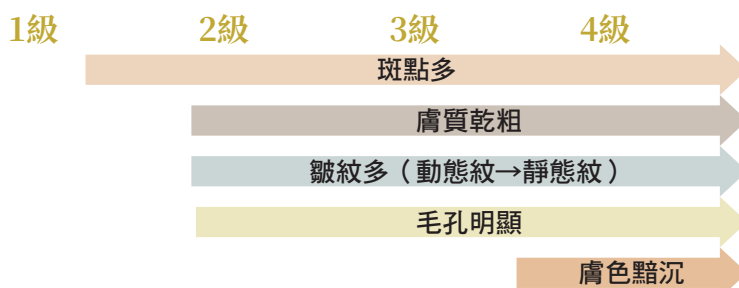 1級 2級 3級 4級
斑點多
膚質乾粗
皺紋多（動態紋→靜態紋）
毛孔明顯
膚色黯沉